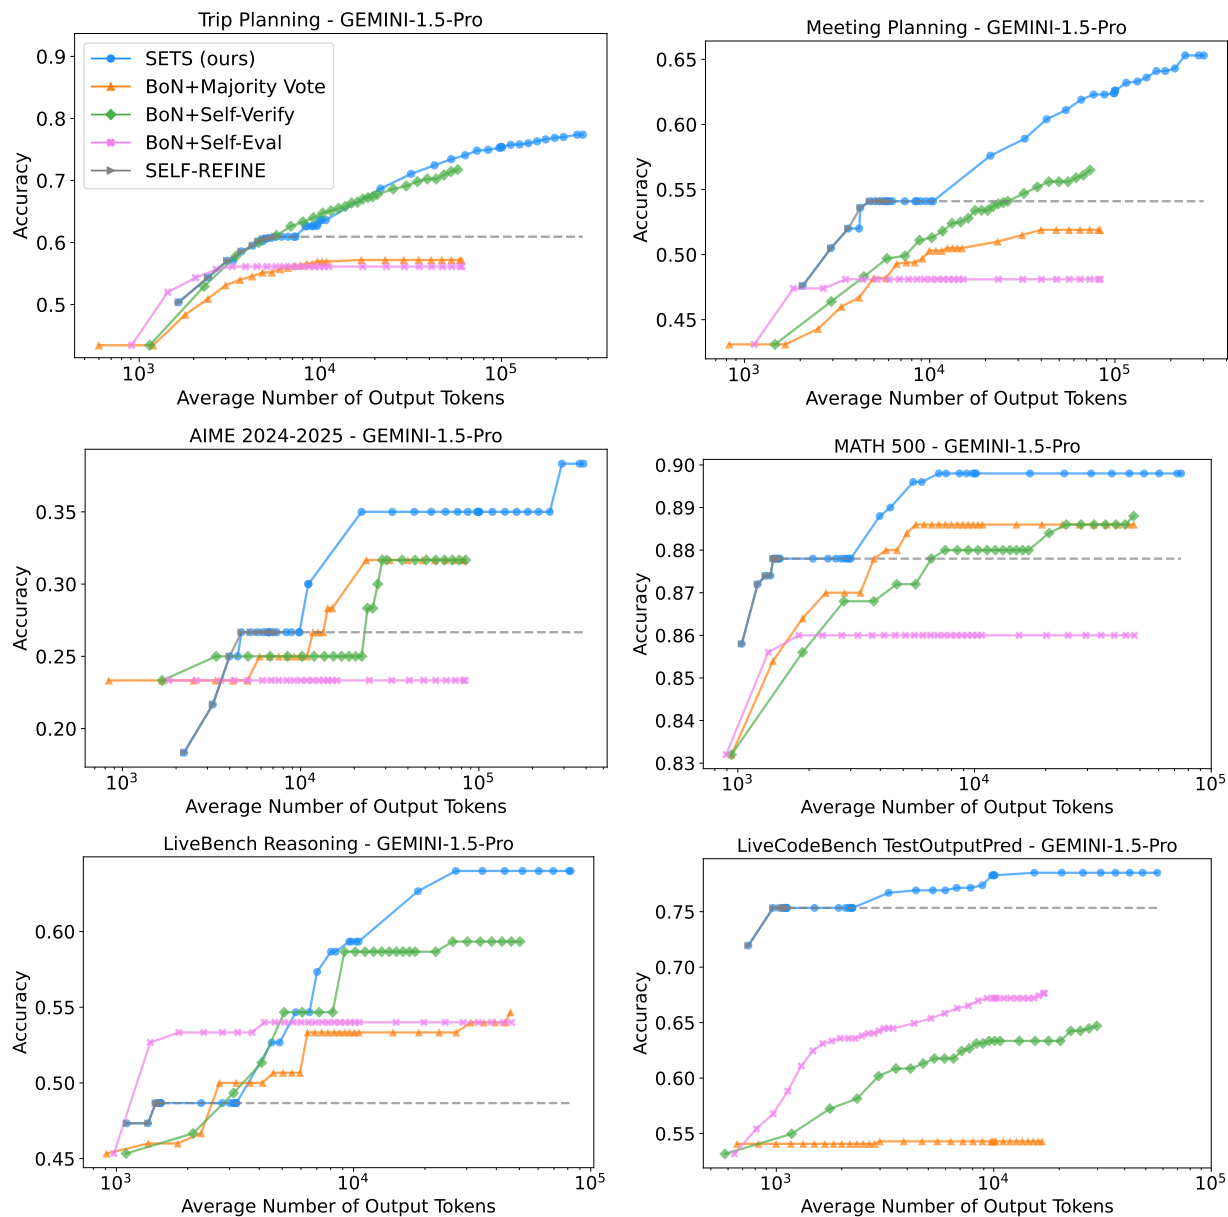 Trip Planning - GEMINI-1.5-Pro
0.9
0.8
0.7
0.6
0.5
Accuracy
SETS (ours)
BoN+Majority Vote
BoN+Self-Verify
BoN+Self-Eval
SELF-REFINE
10³
10⁴
10⁵
Average Number of Output Tokens
Meeting Planning - GEMINI-1.5-Pro
0.65
0.60
0.55
0.50
0.45
Accuracy
10³
10⁴
10⁵
Average Number of Output Tokens
AIME 2024-2025 - GEMINI-1.5-Pro
0.35
0.30
0.25
0.20
Accuracy
10³
10⁴
10⁵
Average Number of Output Tokens
MATH 500 - GEMINI-1.5-Pro
0.90
0.89
0.88
0.87
0.86
0.85
0.84
0.83
Accuracy
10³
10⁴
10⁵
Average Number of Output Tokens
LiveBench Reasoning - GEMINI-1.5-Pro
0.60
0.55
0.50
0.45
Accuracy
10³
10⁴
10⁵
Average Number of Output Tokens
LiveCodeBench TestOutputPred - GEMINI-1.5-Pro
0.75
0.70
0.65
0.60
0.55
Accuracy
10³
10⁴
10⁵
Average Number of Output Tokens